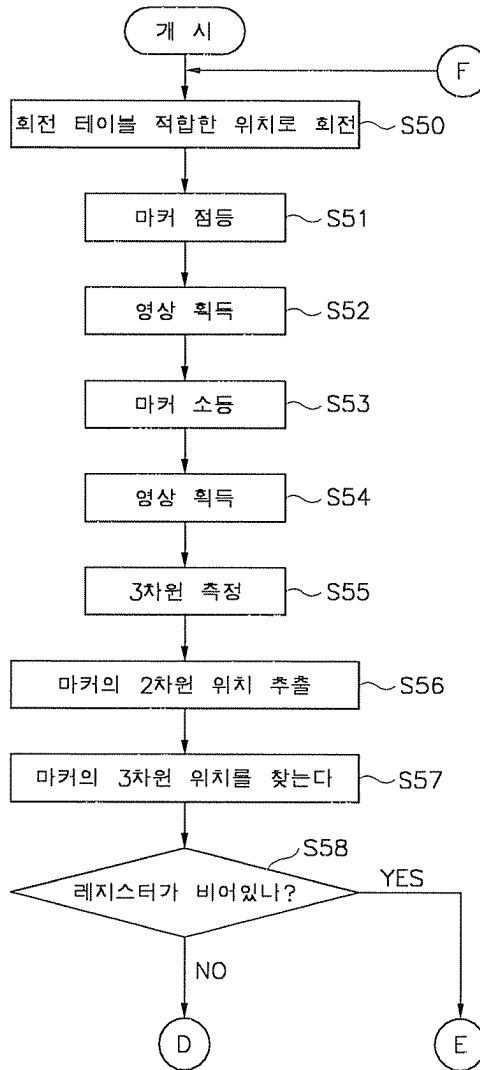 개 시
F
회전 테이블 적합한 위치로 회전
S50
마커 점등
S51
영상 획득
S52
마커 소등
S53
영상 획득
S54
3차원 측정
S55
마커의 2차원 위치 추출
S56
마커의 3차원 위치를 찾는다
S57
S58
레지스터가 비어있나?
YES
NO
D
E